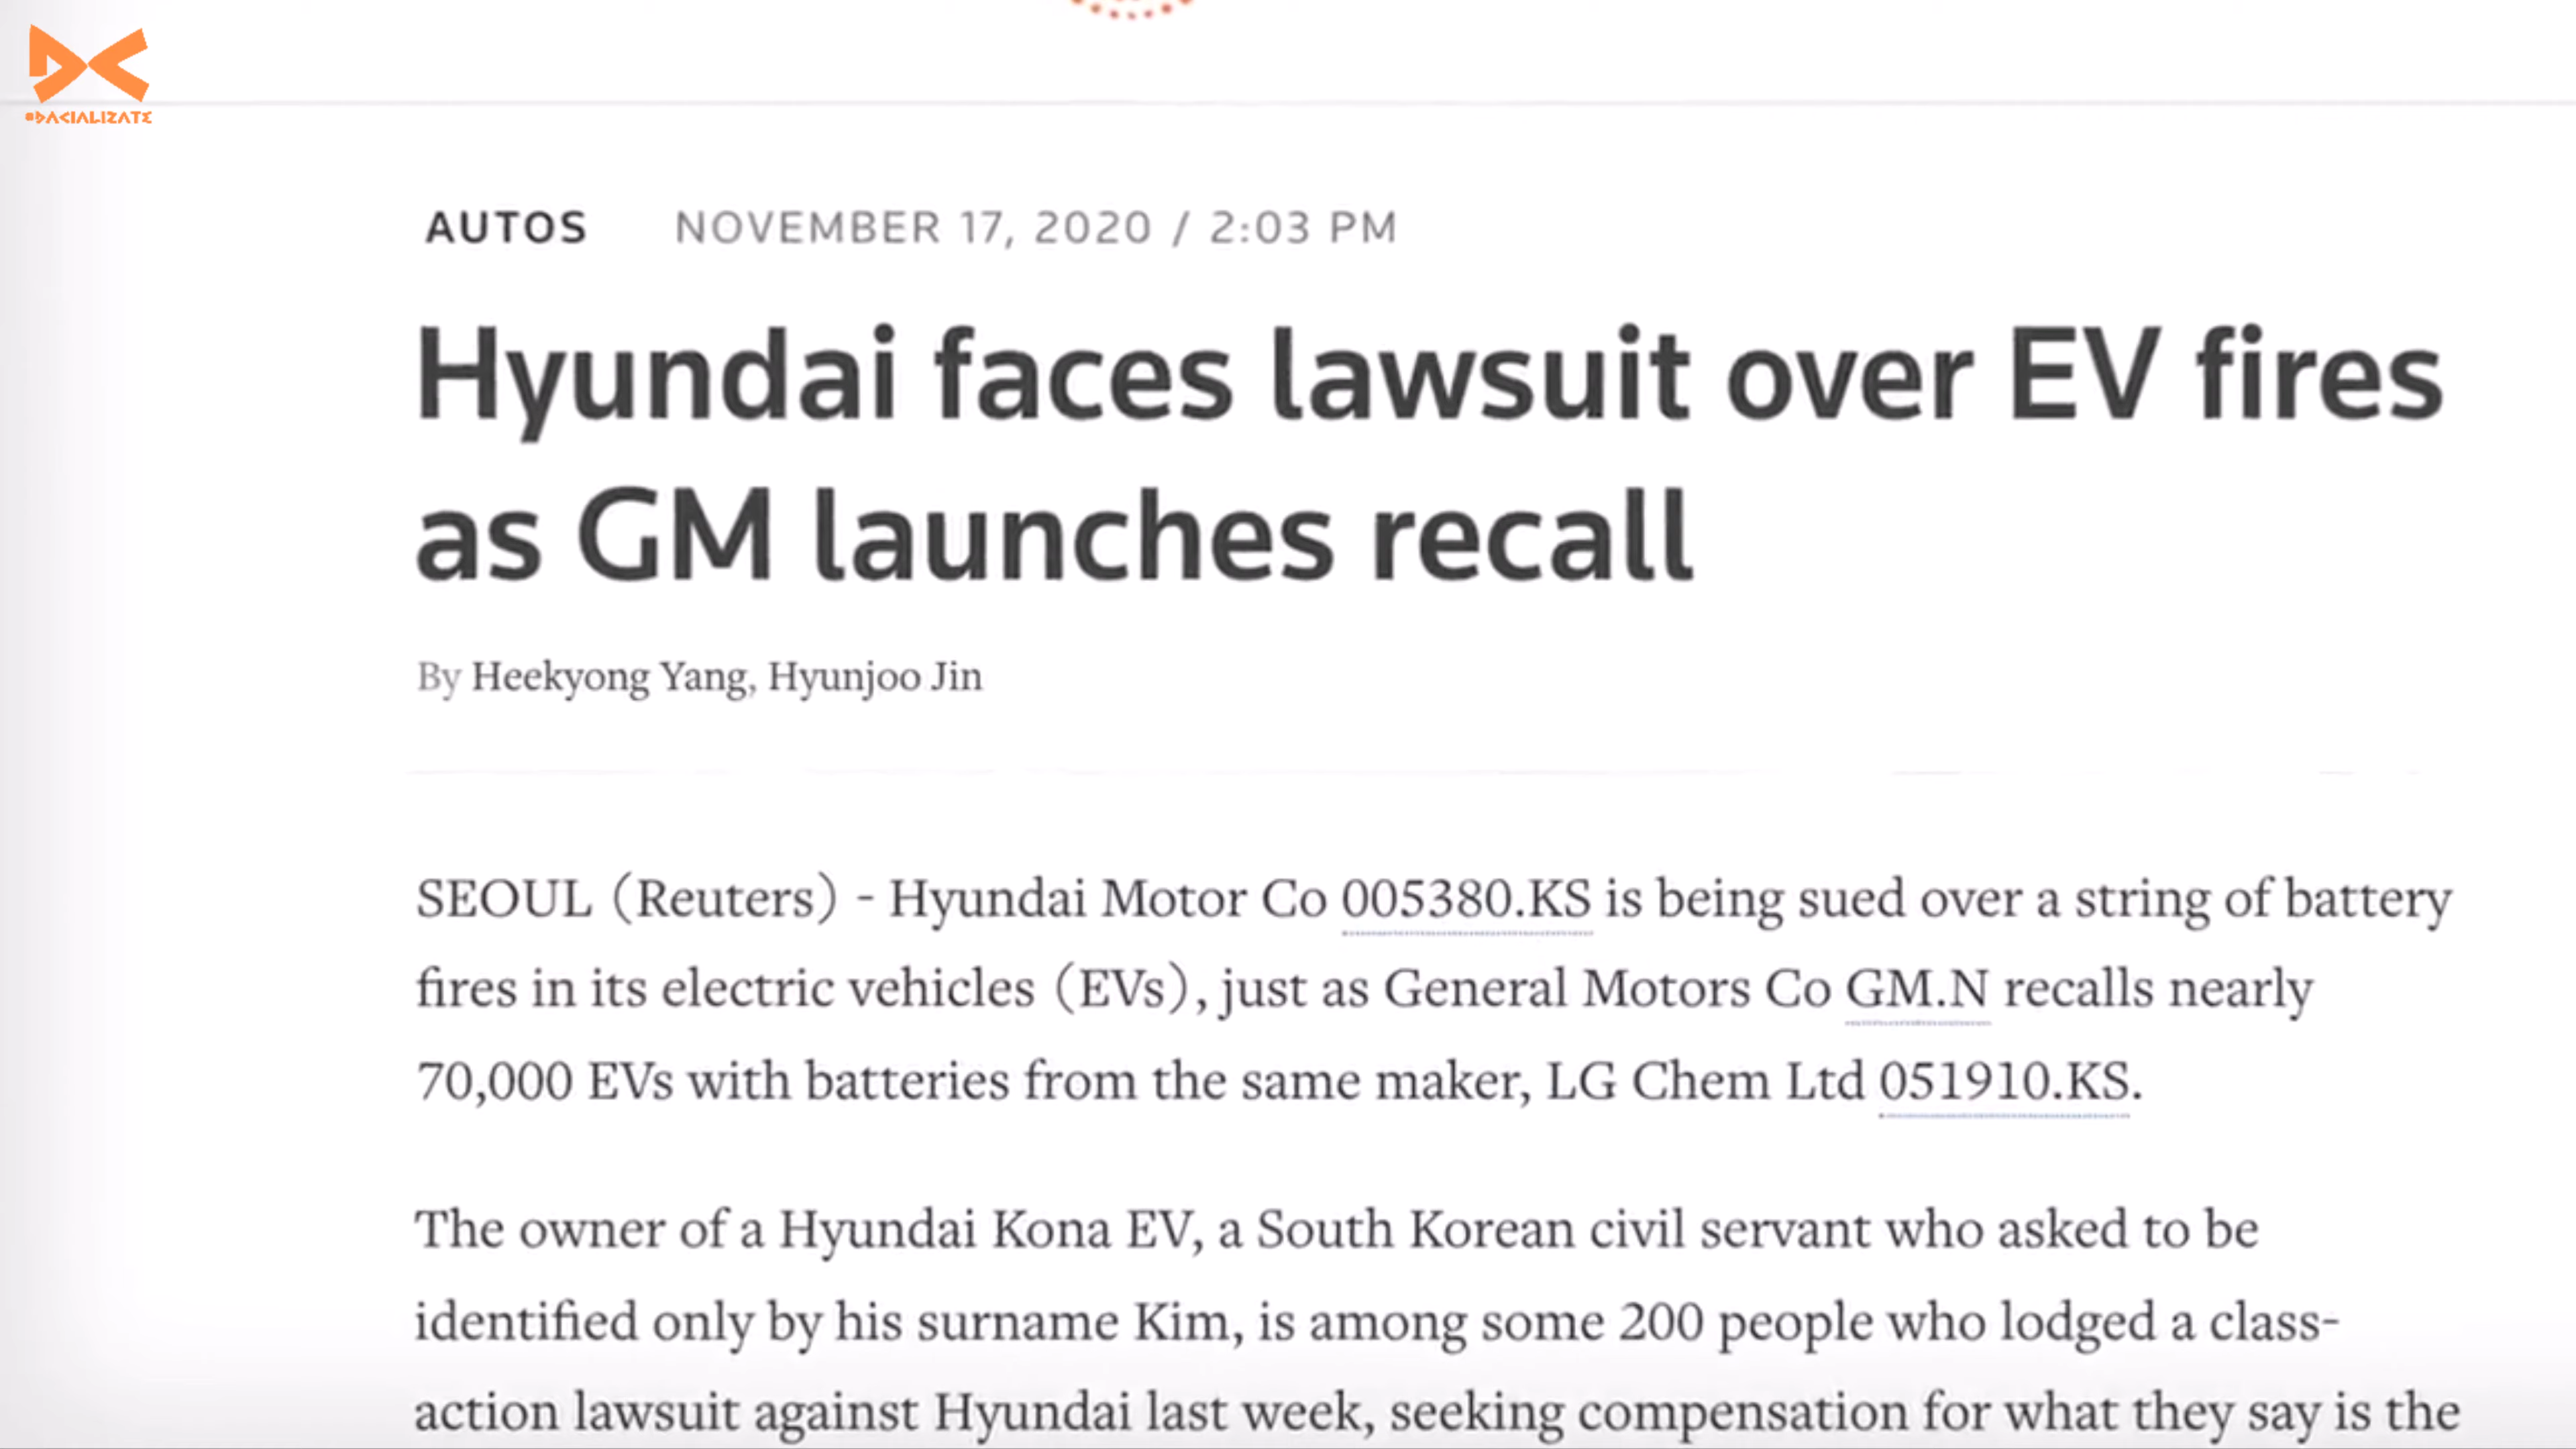 #DACIALIZATE
AUTOS NOVEMBER 17, 2020 / 2:03 PM
Hyundai faces lawsuit over EV fires
as GM launches recall
By Heekyong Yang, Hyunjoo Jin
SEOUL (Reuters) - Hyundai Motor Co 005380.KS is being sued over a string of battery
fires in its electric vehicles (EVs), just as General Motors Co GM.N recalls nearly
70,000 EVs with batteries from the same maker, LG Chem Ltd 051910.KS.
The owner of a Hyundai Kona EV, a South Korean civil servant who asked to be
identified only by his surname Kim, is among some 200 people who lodged a class-
action lawsuit against Hyundai last week, seeking compensation for what they say is the